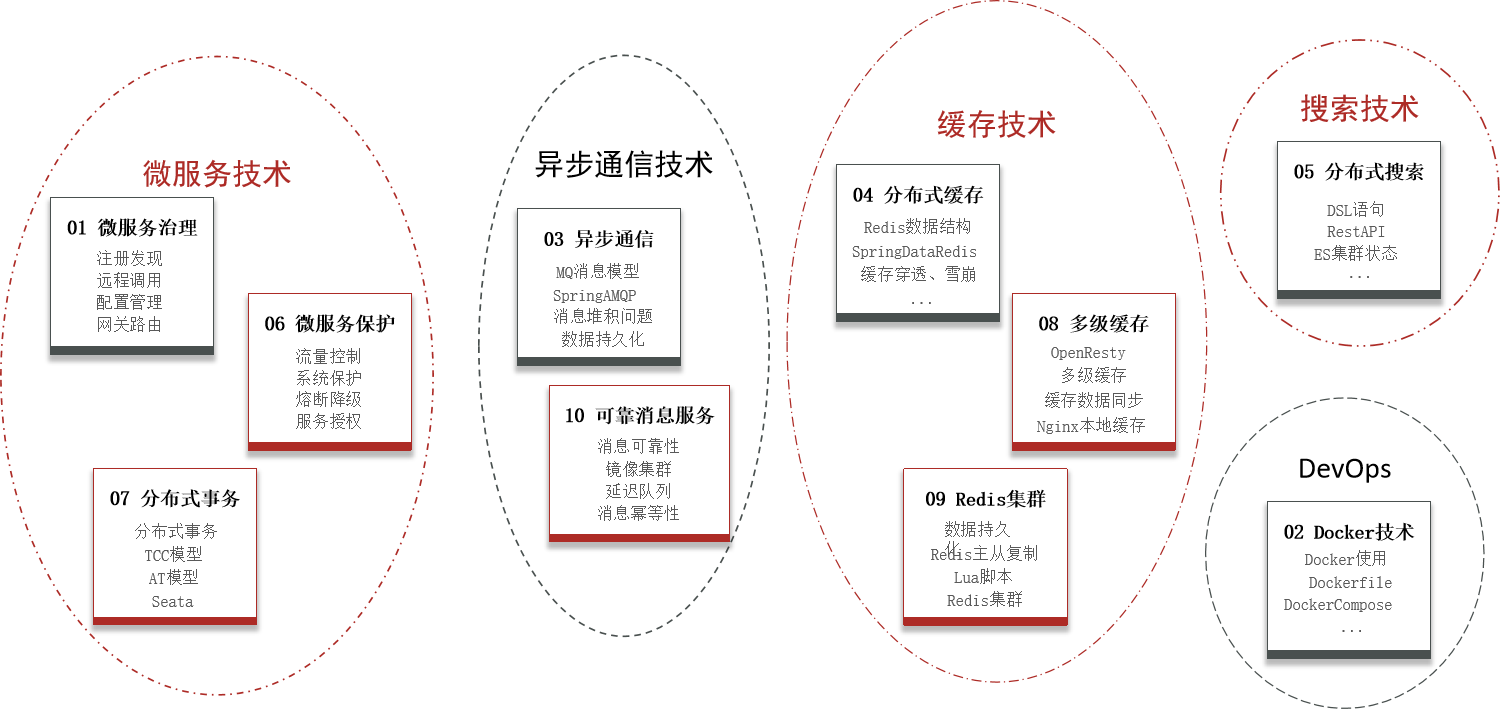 微服务技术
01 微服务治理
注册发现
远程调用
配置管理
网关路由
06 微服务保护
流量控制
系统保护
熔断降级
服务授权
07 分布式事务
分布式事务
TCC模型
AT模型
Seata
异步通信技术
03 异步通信
MQ消息模型
SpringAMQP
消息堆积问题
数据持久化
10 可靠消息服务
消息可靠性
镜像集群
延迟队列
消息幂等性
缓存技术
04 分布式缓存
Redis数据结构
SpringDataRedis
缓存穿透、雪崩
...
08 多级缓存
OpenResty
多级缓存
缓存数据同步
Nginx本地缓存
09 Redis集群
数据持久
化
Redis主从复制
Lua脚本
Redis集群
搜索技术
05 分布式搜索
DSL语句
RestAPI
ES集群状态
...
DevOps
02 Docker技术
Docker使用
Dockerfile
DockerCompose
...